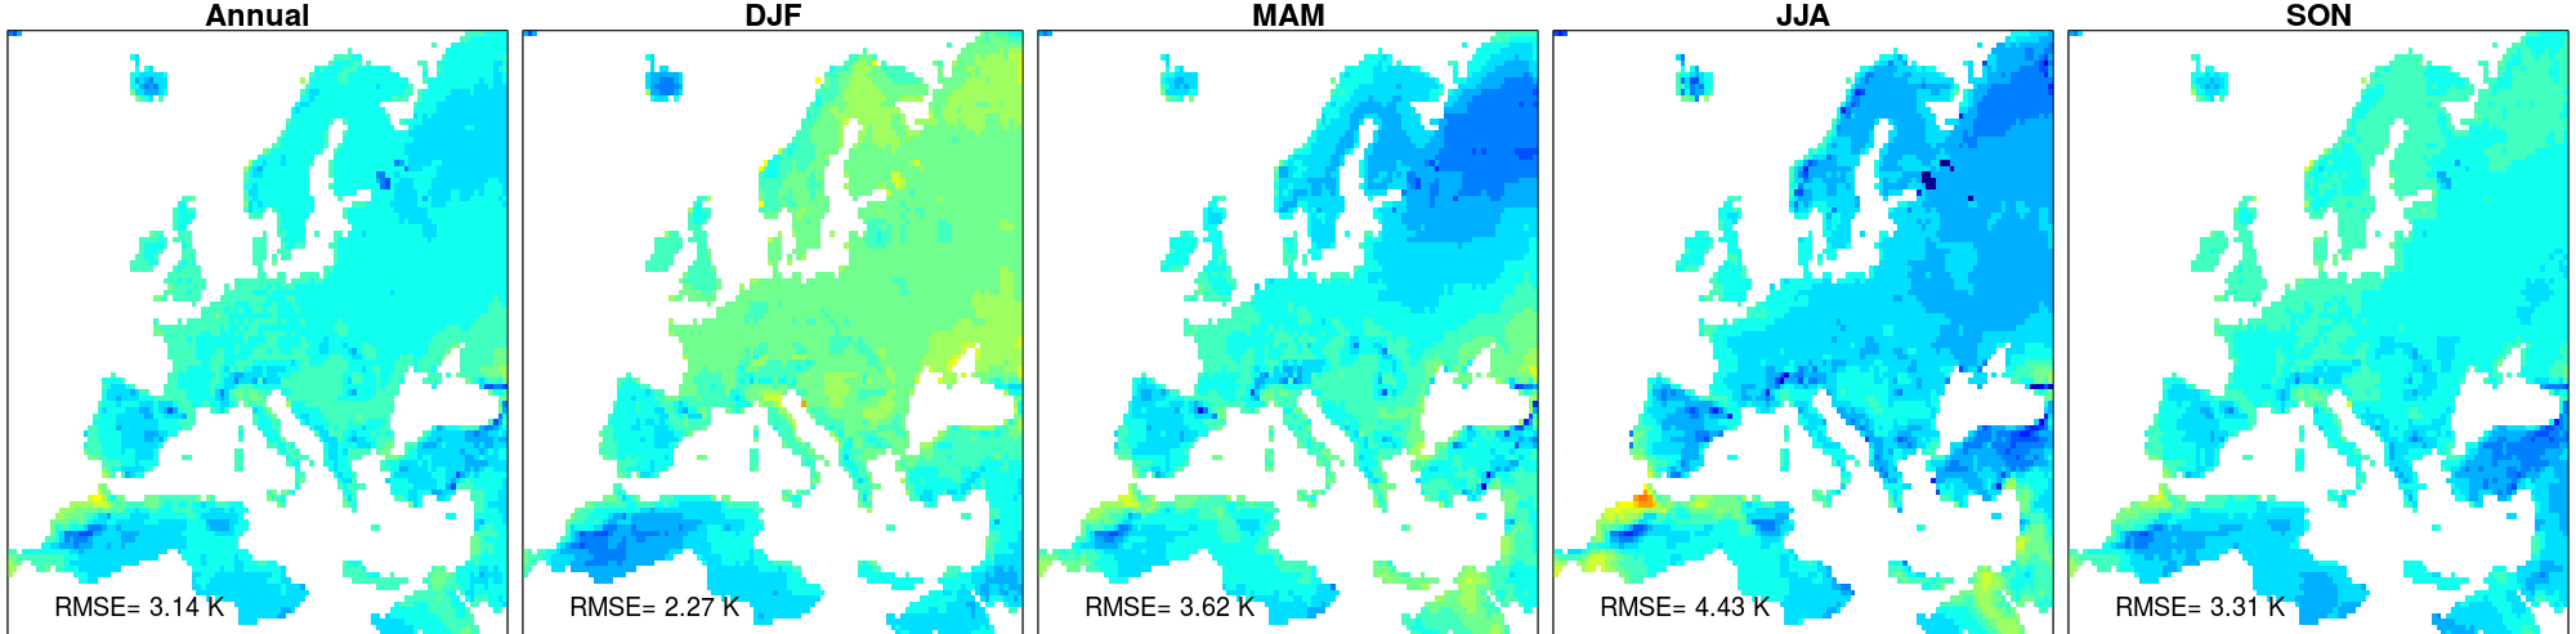 Annual DJF MAM JJA SON
RMSE= 3.14 K RMSE= 2.27 K RMSE= 3.62 K RMSE= 4.43 K RMSE= 3.31 K